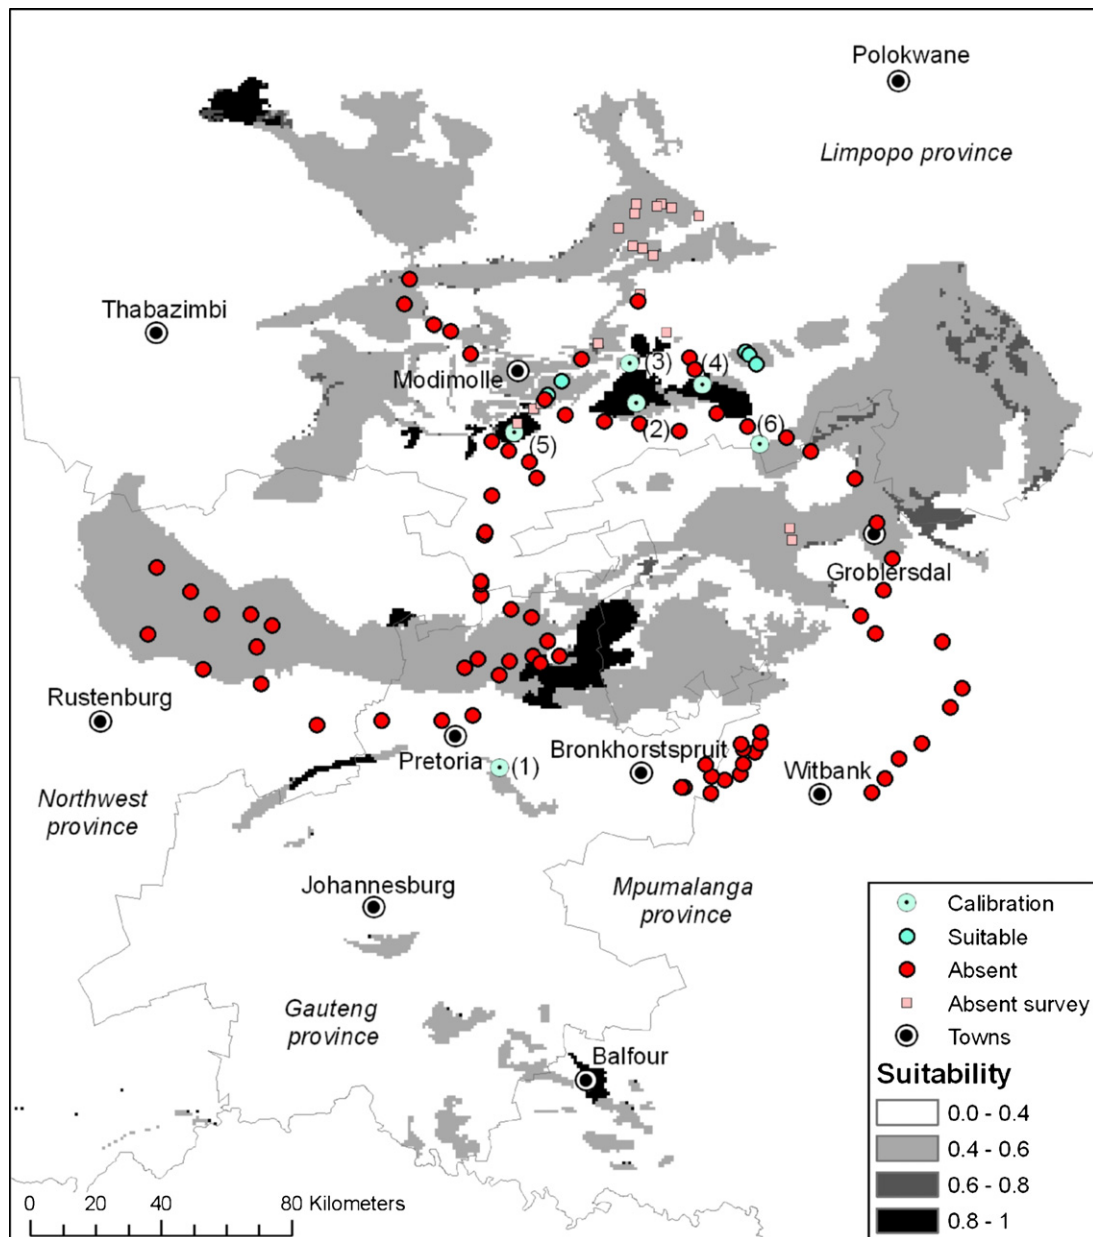 Polokwane
Limpopo province
Thabazimbi
Modimolle
(3)
(4)
(2)
(6)
(5)
Groblersdal
Rustenburg
Pretoria
(1)
Bronkhorstspruit
Witbank
Northwest
province
Johannesburg
Mpumalanga
province
Gauteng
province
Balfour
Calibration
Suitable
Absent
Absent survey
Towns
Suitability
0.0 - 0.4
0.4 - 0.6
0.6 - 0.8
0.8 - 1
0 20 40 80 Kilometers